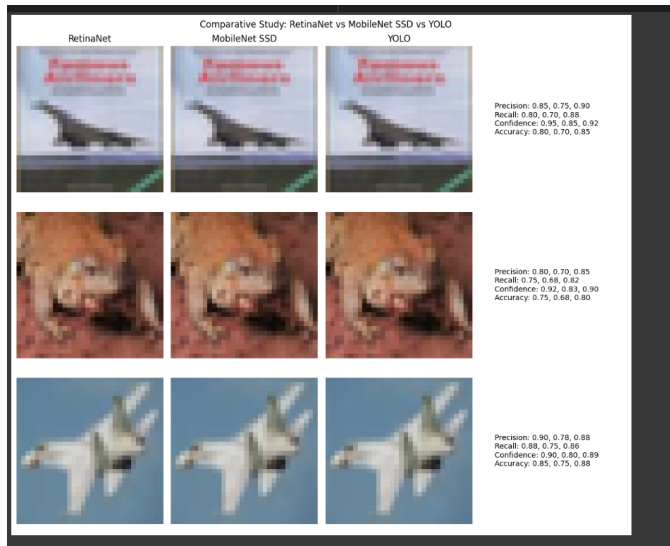 Comparative Study: RetinaNet vs MobileNet SSD vs YOLO
RetinaNet MobileNet SSD YOLO
Precision: 0.85, 0.75, 0.90
Recall: 0.80, 0.70, 0.88
Confidence: 0.95, 0.85, 0.92
Accuracy: 0.80, 0.70, 0.85
Precision: 0.80, 0.70, 0.85
Recall: 0.75, 0.68, 0.82
Confidence: 0.92, 0.83, 0.90
Accuracy: 0.75, 0.68, 0.80
Precision: 0.90, 0.78, 0.88
Recall: 0.88, 0.75, 0.86
Confidence: 0.90, 0.80, 0.89
Accuracy: 0.85, 0.75, 0.88